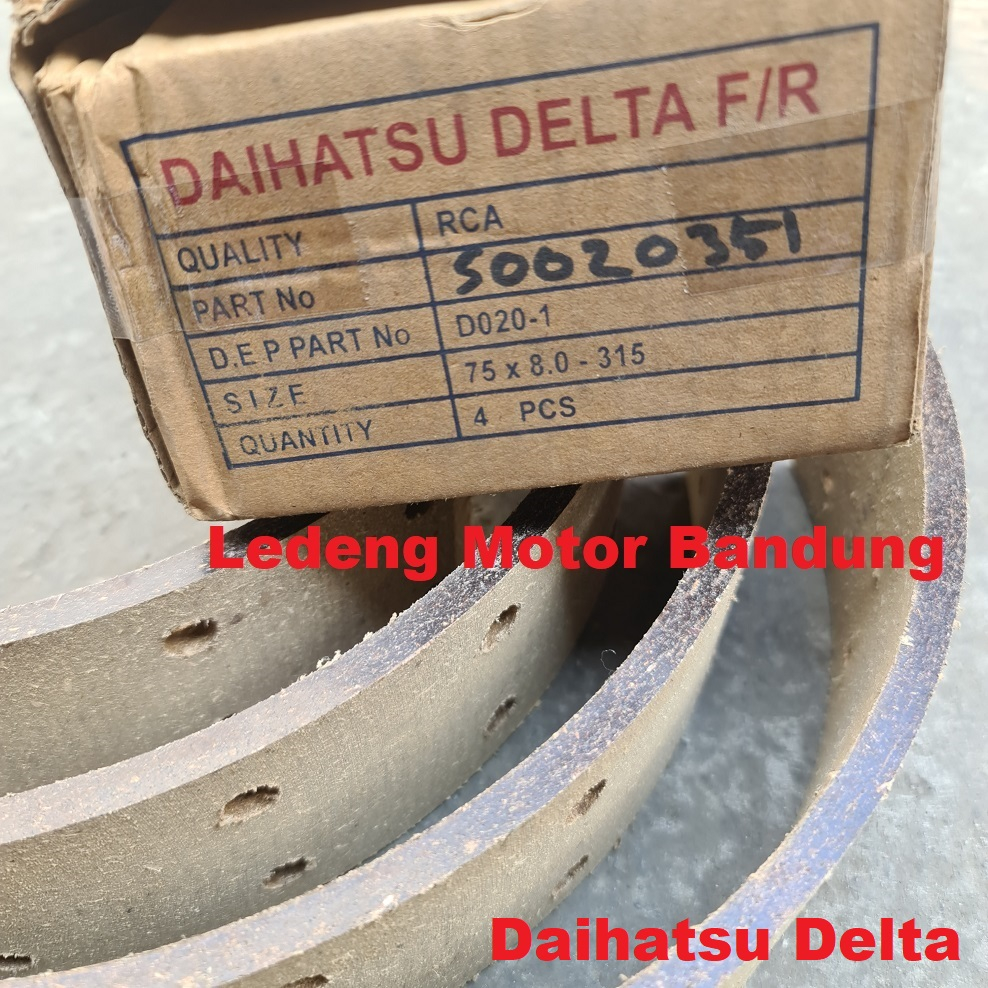 DAIHATSU DELTA F/R
QUALITY RCA
PART No 50020351
D.E P PART No D020-1
SIZE 75 x 8.0 - 315
QUANTITY 4 PCS
Ledeng Motor Bandung
Daihatsu Delta